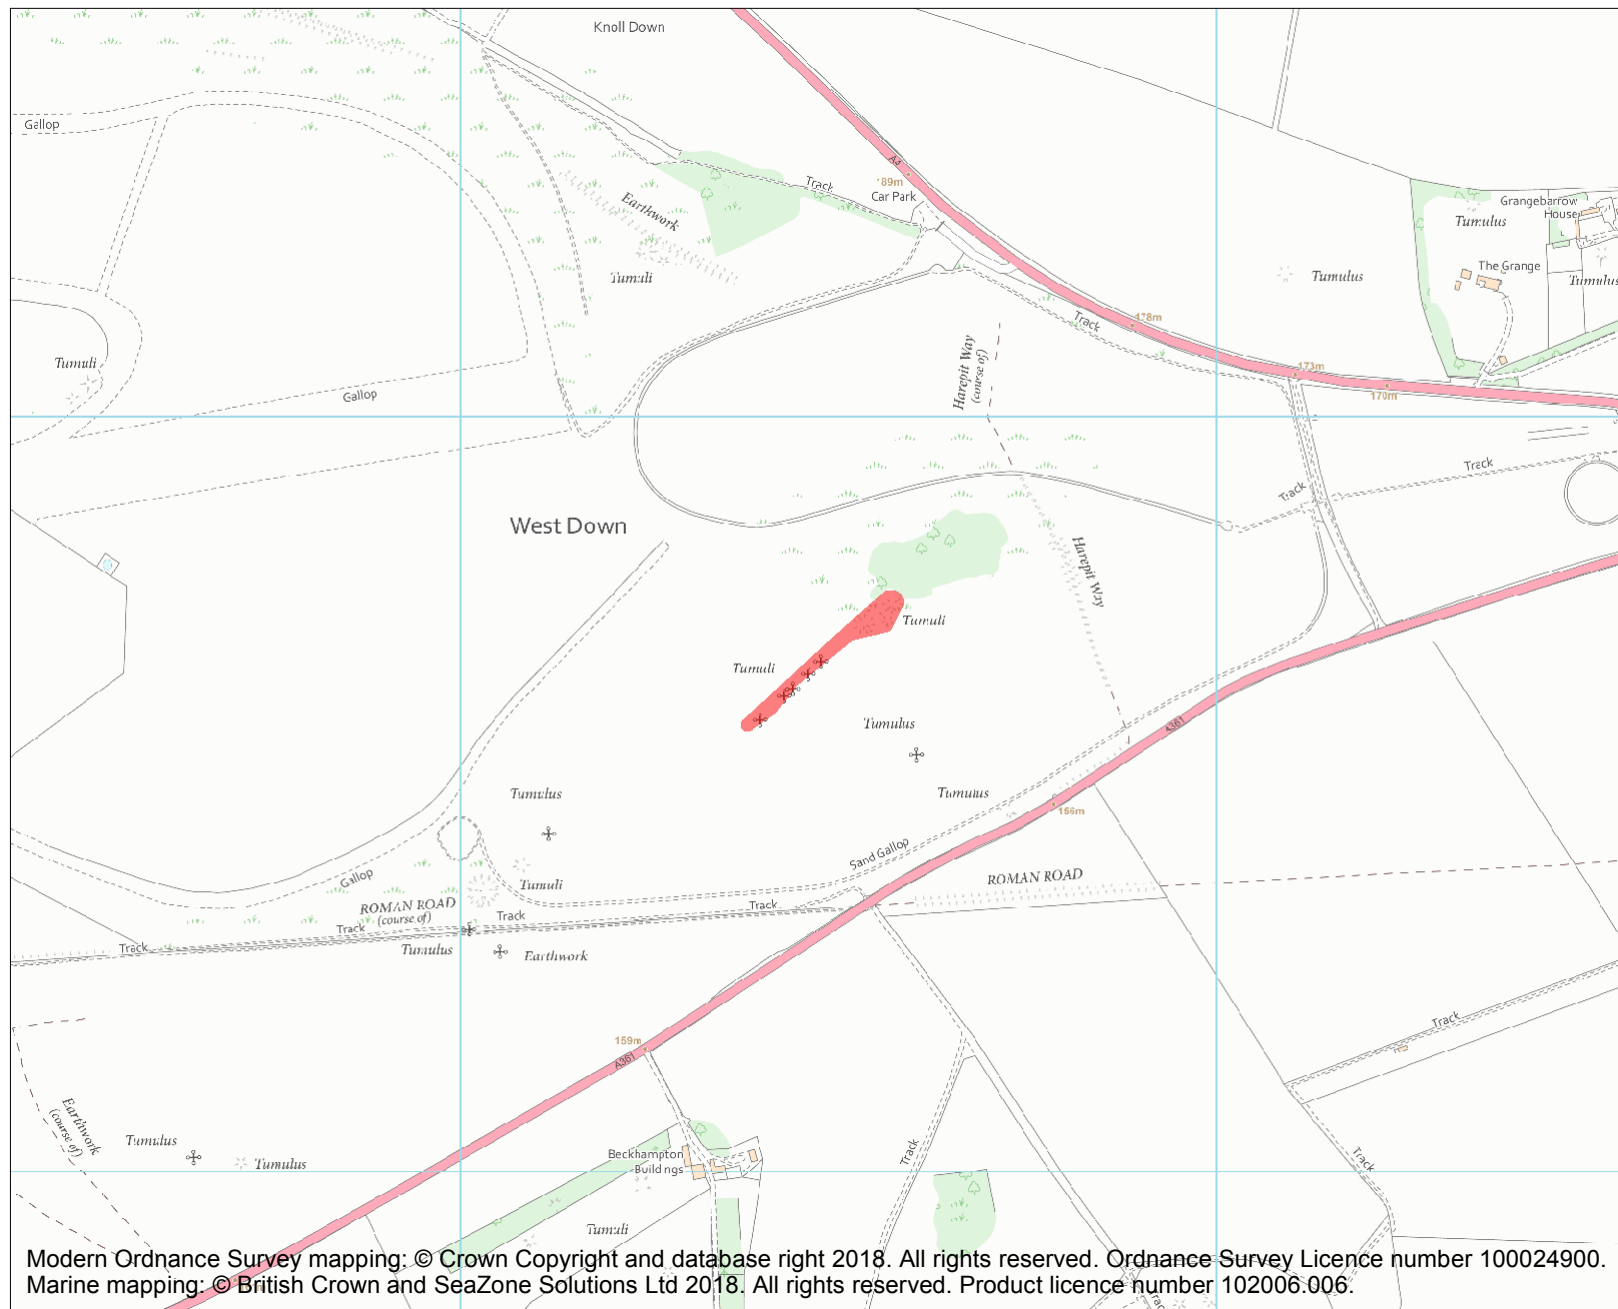 Knoll Down
Gallop
A4
189m
Car Park
Track
Earthwork
Tumuli
Grangebarrow
House
Tumulus
The Grange
Tumulus
Tumulus
178m
Track
Harepit Way
(course of)
Tumuli
173m
170m
Gallop
Track
Track
West Down
Harepit Way
Tumuli
Tumuli
Tumulus
A361
Tumulus
Tumulus
156m
Sand Gallop
Gallop
Tumuli
ROMAN ROAD
ROMAN ROAD
(course of)
Track
Track
Track
Track
Tumulus
Earthwork
Track
159m
A361
Earthwork
(course of)
Tumulus
Tumulus
Beckhampton
Buildings
Track
Track
Tumuli
Modern Ordnance Survey mapping: © Crown Copyright and database right 2018. All rights reserved. Ordnance Survey Licence number 100024900.
Marine mapping: © British Crown and SeaZone Solutions Ltd 2018. All rights reserved. Product licence number 102006.006.
Track